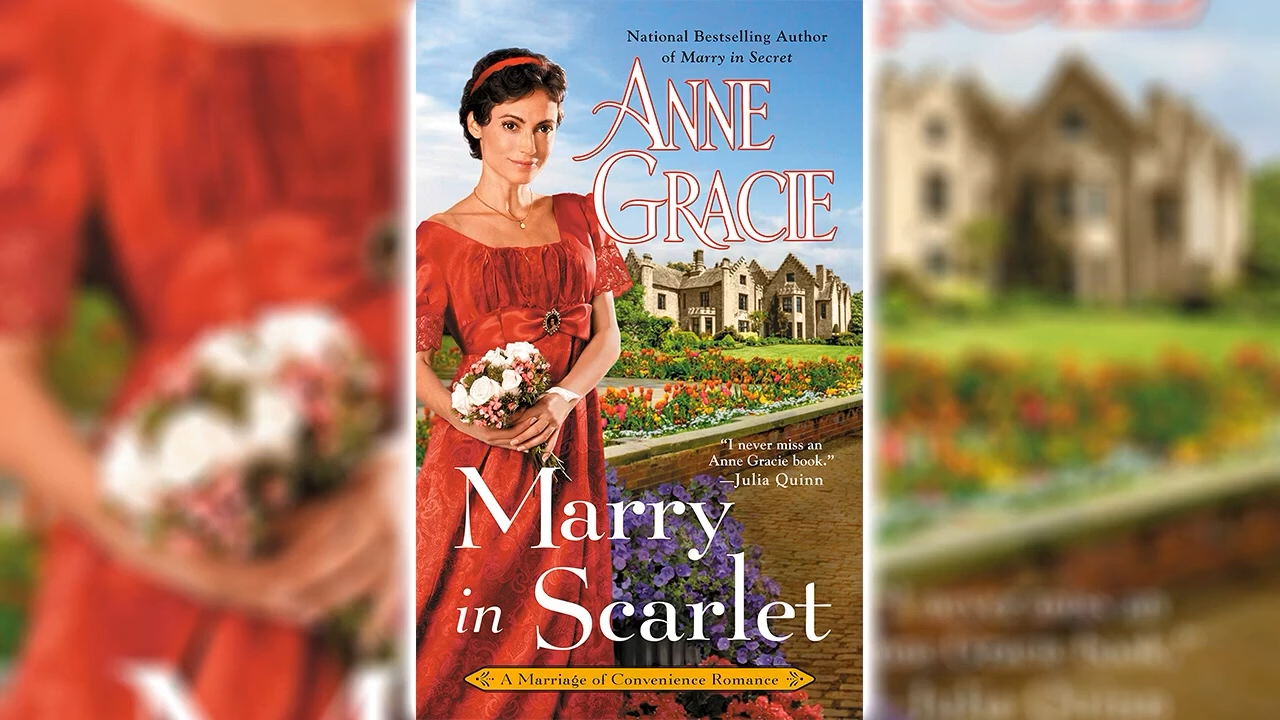 National Bestselling Author
of Marry in Secret
ANNE
GRACIE
“I never miss an
Anne Gracie book.”
—Julia Quinn
Marry
in Scarlet
A Marriage of Convenience Romance